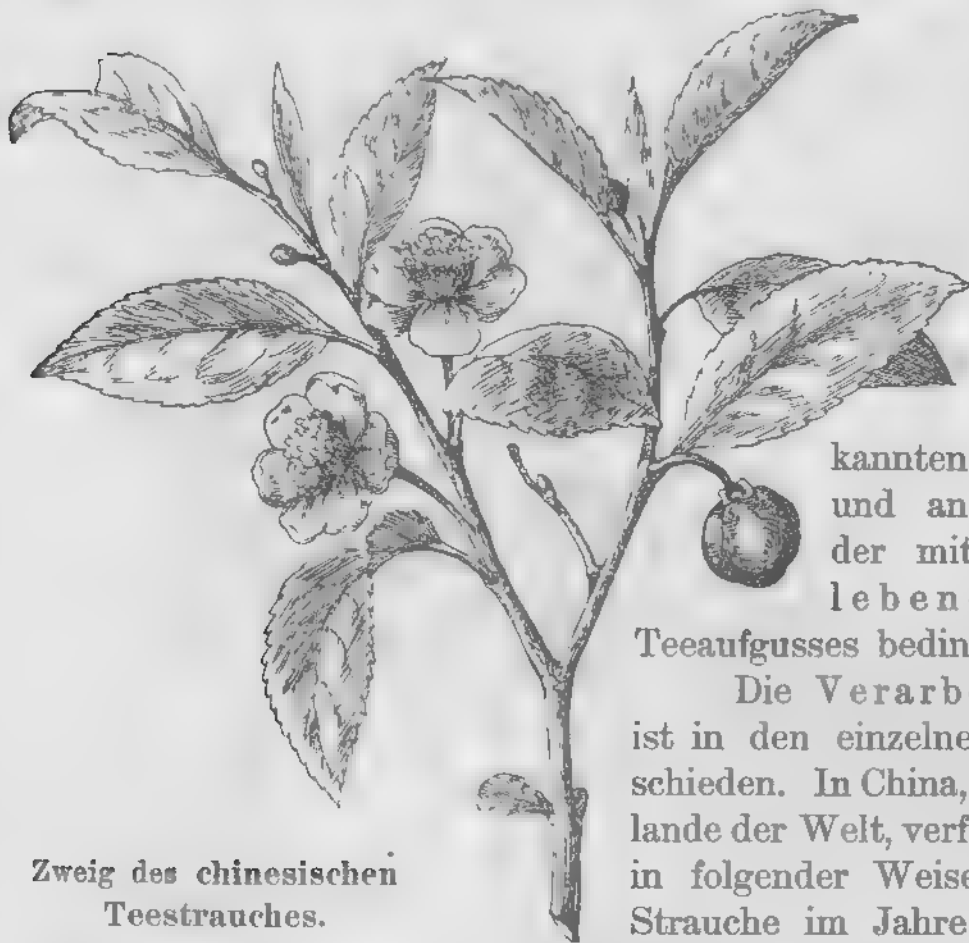 kannten
und an
der mit
leben
Teeaufgusses bedin
Die Verarb
ist in den einzelne
schieden. In China,
lande der Welt, verf
in folgender Weise
Strauche im Jahre
Zweig des chinesischen
Teestrauches.